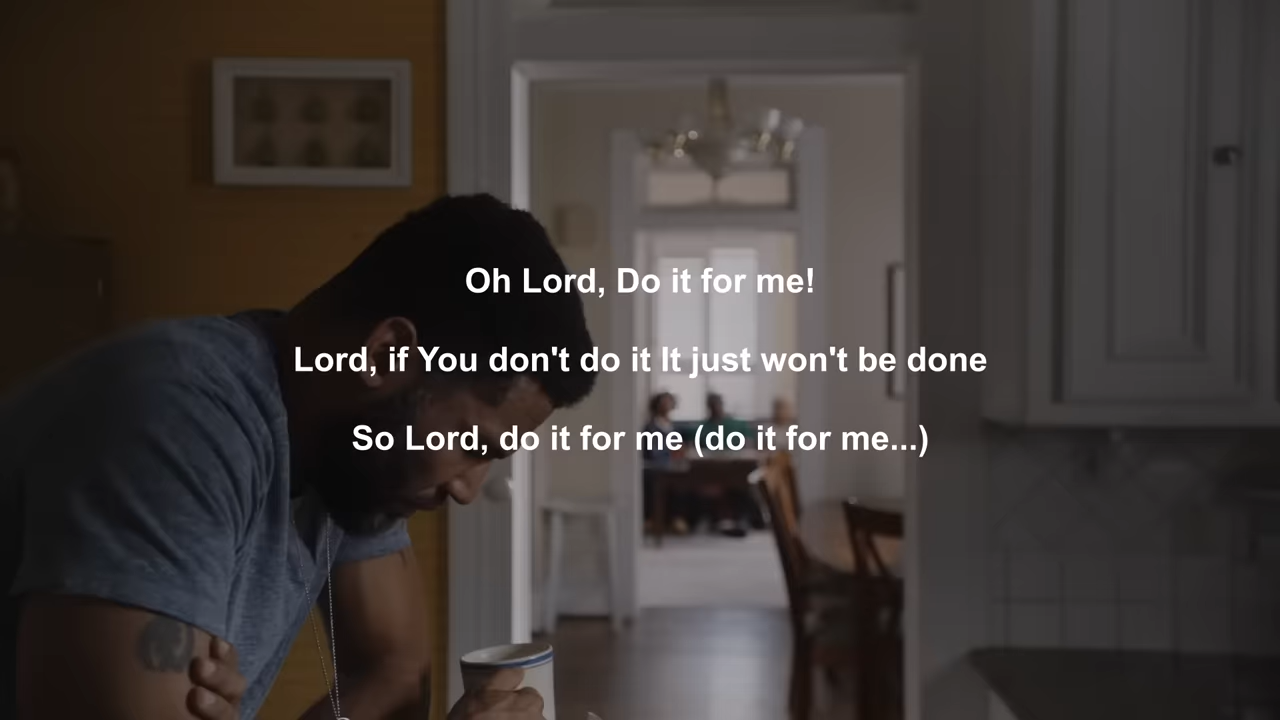 Oh Lord, Do it for me!
Lord, if You don't do it It just won't be done
So Lord, do it for me (do it for me...)